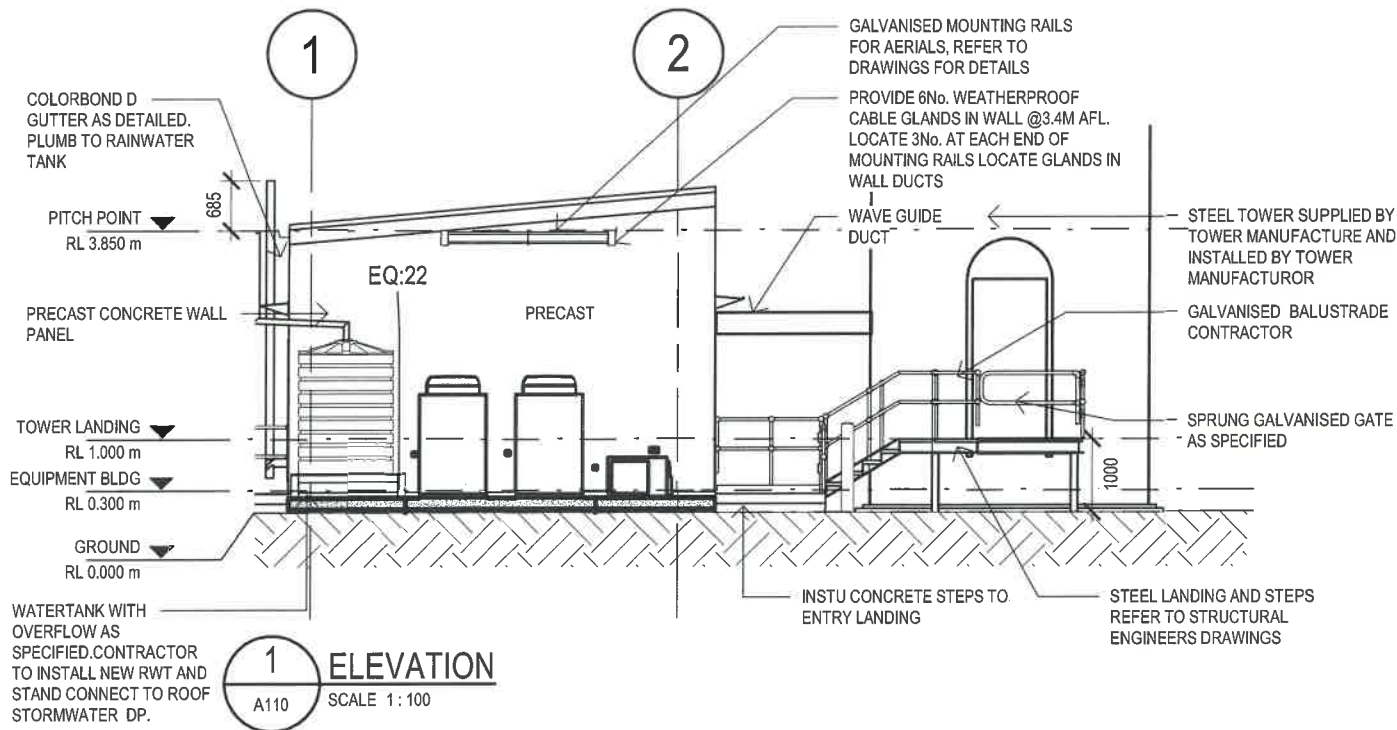 1
2
GALVANISED MOUNTING RAILS
FOR AERIALS, REFER TO
DRAWINGS FOR DETAILS
COLORBOND D
GUTTER AS DETAILED.
PLUMB TO RAINWATER
TANK
PROVIDE 6No. WEATHERPROOF
CABLE GLANDS IN WALL @3.4M AFL.
LOCATE 3No. AT EACH END OF
MOUNTING RAILS LOCATE GLANDS IN
WALL DUCTS
685
PITCH POINT
RL 3.850 m
WAVE GUIDE
DUCT
STEEL TOWER SUPPLIED BY
TOWER MANUFACTURE AND
INSTALLED BY TOWER
MANUFACTUROR
EQ:22
PRECAST CONCRETE WALL
PANEL
PRECAST
GALVANISED BALUSTRADE
CONTRACTOR
TOWER LANDING
RL 1.000 m
SPRUNG GALVANISED GATE
AS SPECIFIED
EQUIPMENT BLDG
RL 0.300 m
1000
GROUND
RL 0.000 m
WATERTANK WITH
OVERFLOW AS
SPECIFIED.CONTRACTOR
TO INSTALL NEW RWT AND
STAND CONNECT TO ROOF
STORMWATER DP.
INSTU CONCRETE STEPS TO
ENTRY LANDING
STEEL LANDING AND STEPS
REFER TO STRUCTURAL
ENGINEERS DRAWINGS
1
A110
ELEVATION
SCALE 1 : 100